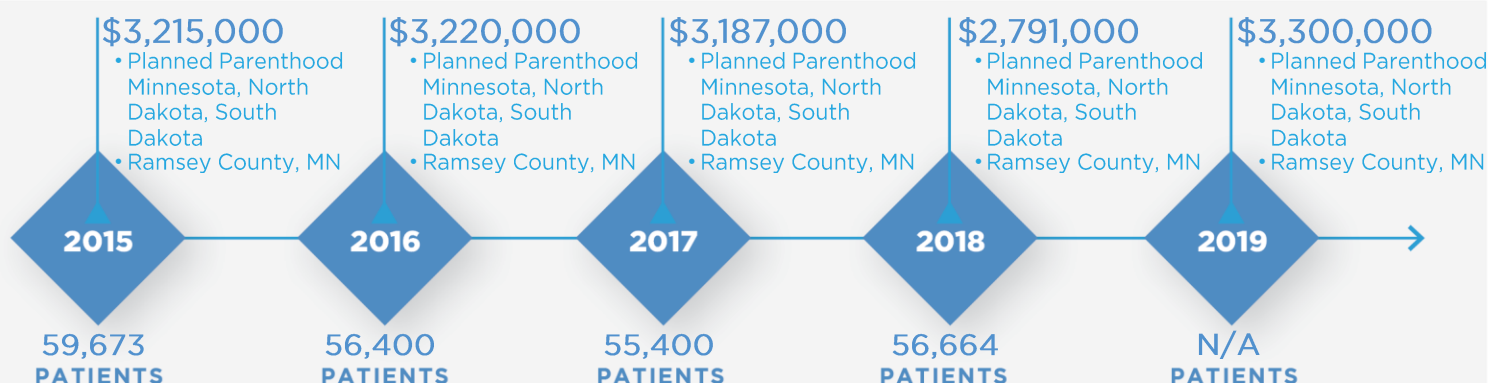 $3,215,000
• Planned Parenthood
Minnesota, North
Dakota, South
Dakota
• Ramsey County, MN
2015
59,673
PATIENTS
$3,220,000
• Planned Parenthood
Minnesota, North
Dakota, South
Dakota
• Ramsey County, MN
2016
56,400
PATIENTS
$3,187,000
• Planned Parenthood
Minnesota, North
Dakota, South
Dakota
• Ramsey County, MN
2017
55,400
PATIENTS
$2,791,000
• Planned Parenthood
Minnesota, North
Dakota, South
Dakota
• Ramsey County, MN
2018
56,664
PATIENTS
$3,300,000
• Planned Parenthood
Minnesota, North
Dakota, South
Dakota
• Ramsey County, MN
2019
N/A
PATIENTS